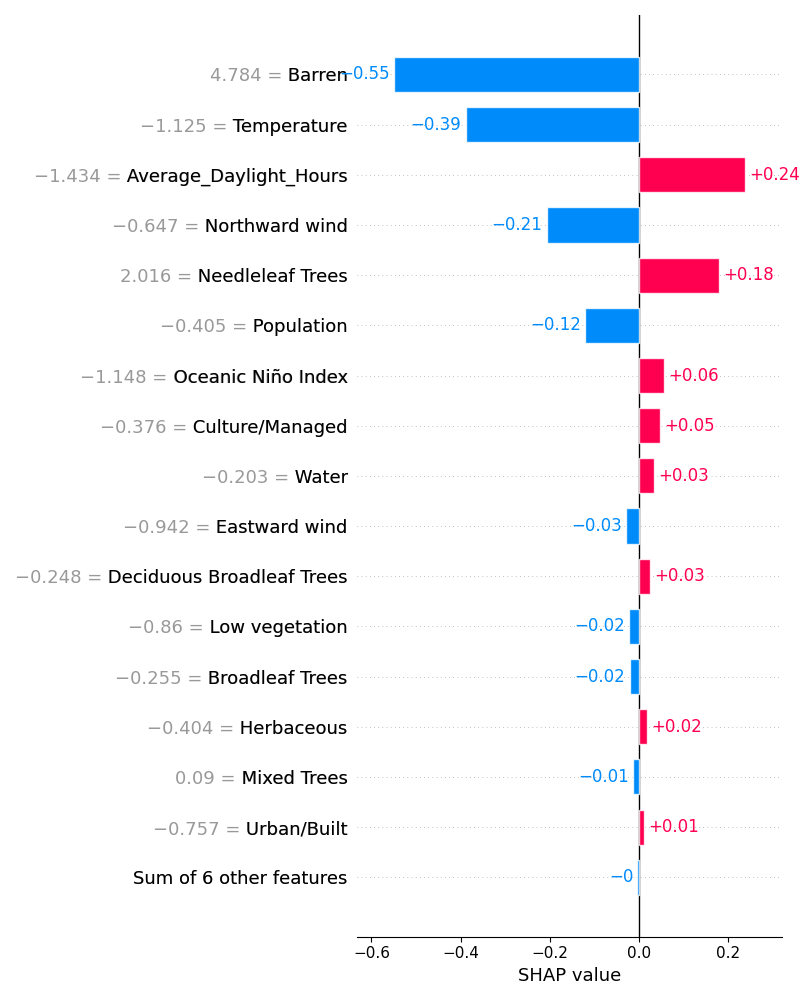 4.784 = Barren −0.55
−1.125 = Temperature −0.39
−1.434 = Average_Daylight_Hours +0.24
−0.647 = Northward wind −0.21
2.016 = Needleleaf Trees +0.18
−0.405 = Population −0.12
−1.148 = Oceanic Niño Index +0.06
−0.376 = Culture/Managed +0.05
−0.203 = Water +0.03
−0.942 = Eastward wind −0.03
−0.248 = Deciduous Broadleaf Trees +0.03
−0.86 = Low vegetation −0.02
−0.255 = Broadleaf Trees −0.02
−0.404 = Herbaceous +0.02
0.09 = Mixed Trees −0.01
−0.757 = Urban/Built +0.01
Sum of 6 other features −0
−0.6 −0.4 −0.2 0.0 0.2
SHAP value